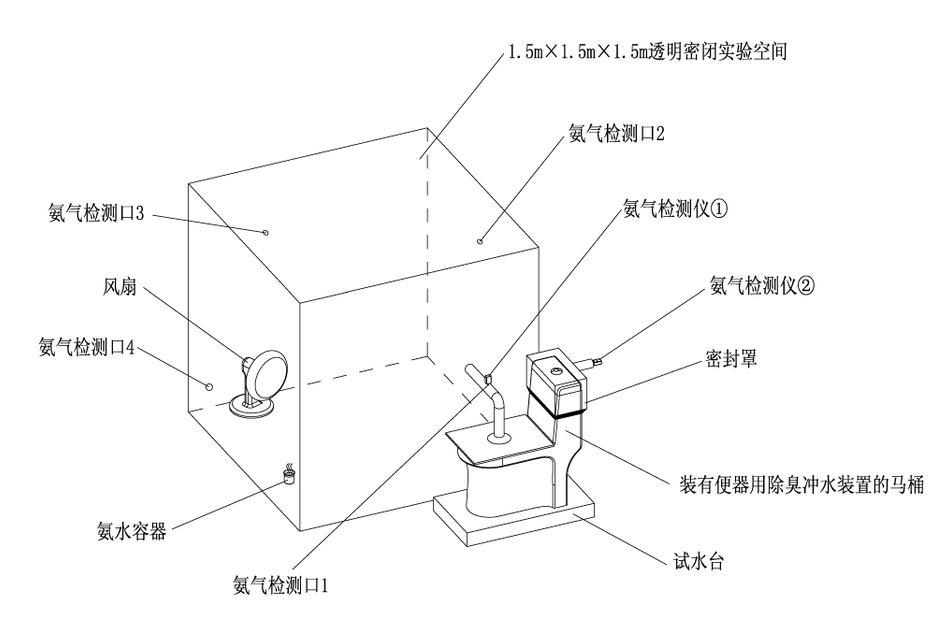 1.5m×1.5m×1.5m透明密闭实验空间
氨气检测口2
氨气检测口3
氨气检测仪①
风扇
氨气检测仪②
氨气检测口4
密封罩
装有便器用除臭冲水装置的马桶
氨水容器
试水台
氨气检测口1